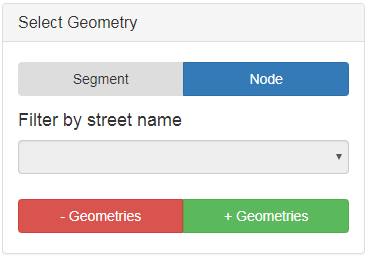 Select Geometry
Segment Node
Filter by street name
- Geometries + Geometries